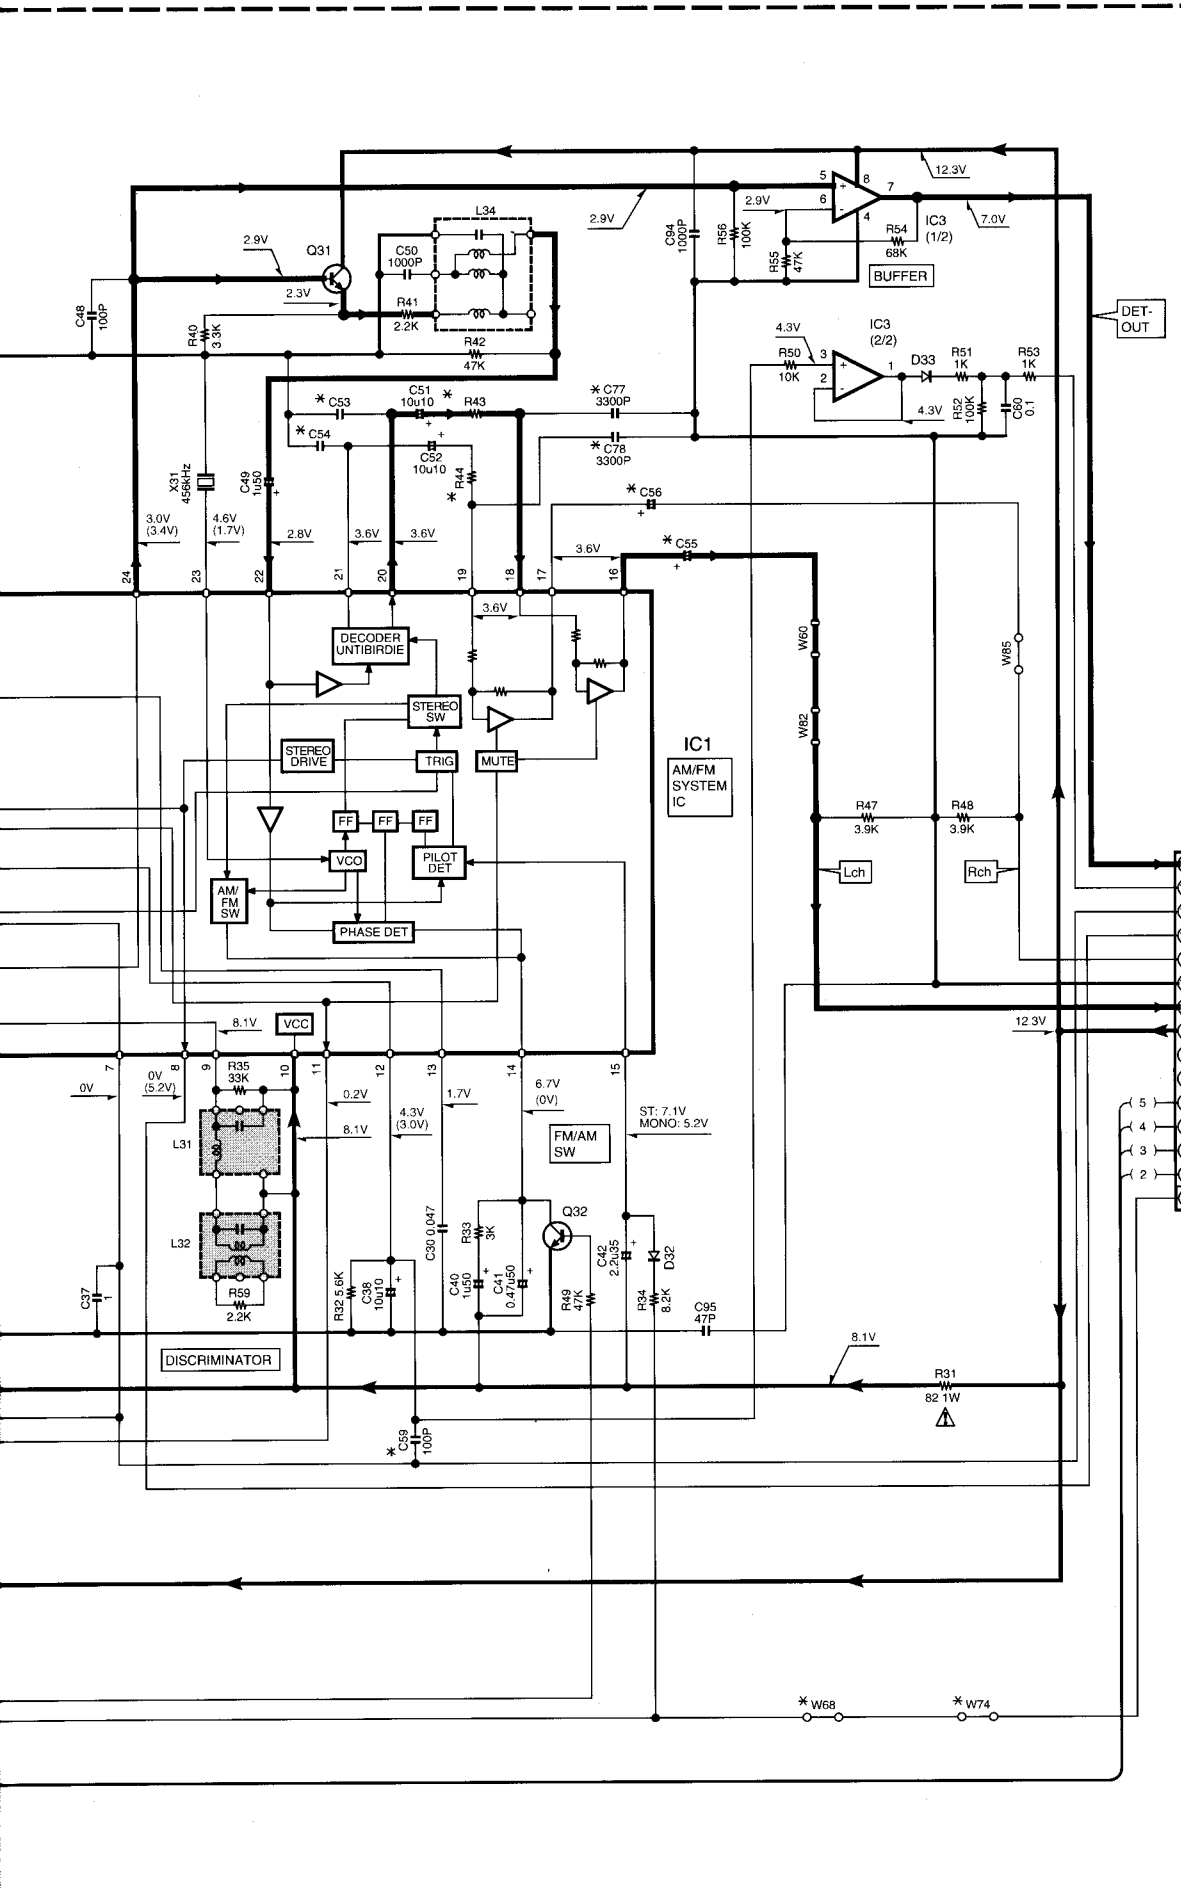 12.3V
5
8
7
+
2.9V
6
-
4
2.9V
IC3
(1/2)
7.0V
R54
68K
L34
C94
1000P
R56
100K
R55
47K
BUFFER
2.9V
Q31
C50
1000P
2.3V
R41
2.2K
C48
100P
R40
3.3K
R42
47K
DET-
OUT
4.3V
IC3
(2/2)
R50
10K
3
+
1
2
-
D33
R51
1K
R53
1K
4.3V
R52
100K
C60
0.1
* C53
C51
10u10
*
R43
+
* C77
3300P
* C54
C52
10u10
+
* C78
3300P
X31
456kHz
C49
1u50
+
R44
*
* C56
+
3.0V
(3.4V)
4.6V
(1.7V)
2.8V
3.6V
3.6V
3.6V
* C55
+
24
23
22
21
20
19
18
17
16
3.6V
DECODER
UNTIBIRDIE
W60
W85
STEREO
SW
W82
STEREO
DRIVE
TRIG
MUTE
IC1
AM/FM
SYSTEM
IC
FF
FF
FF
R47
3.9K
R48
3.9K
VCO
PILOT
DET
Lch
Rch
AM/
FM
SW
PHASE DET
VCC
8.1V
12.3V
7
8
9
10
11
12
13
14
15
R35
33K
0V
0V
(5.2V)
0.2V
4.3V
(3.0V)
1.7V
6.7V
(0V)
ST: 7.1V
MONO: 5.2V
8.1V
L31
FM/AM
SW
5
4
3
2
L32
R59
2.2K
C37
1
R32 5.6K
C38
10u10
+
C30 0.047
R33
3K
C40
1u50
+
C41
0.47u50
+
Q32
R49
47K
C42
2.2u35
+
D32
R34
8.2K
C95
47P
8.1V
DISCRIMINATOR
R31
82 1W
* C59
100P
* W68
* W74